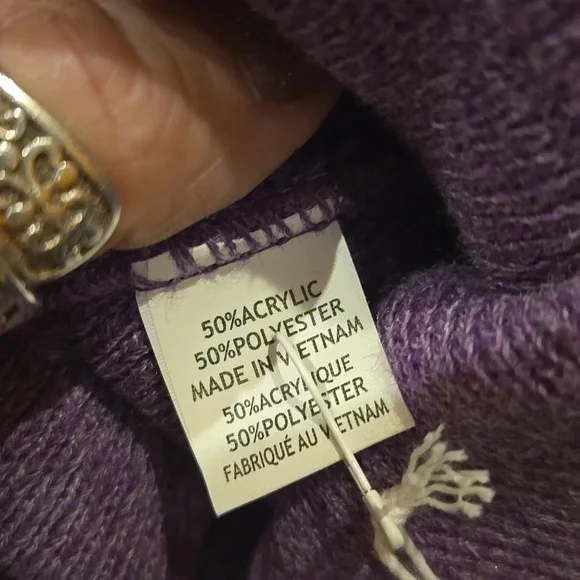 50%ACRYLIC
50%POLYESTER
MADE IN VIETNAM
50%ACRYLIQUE
50%POLYESTER
FABRIQUÉ AU VIETNAM